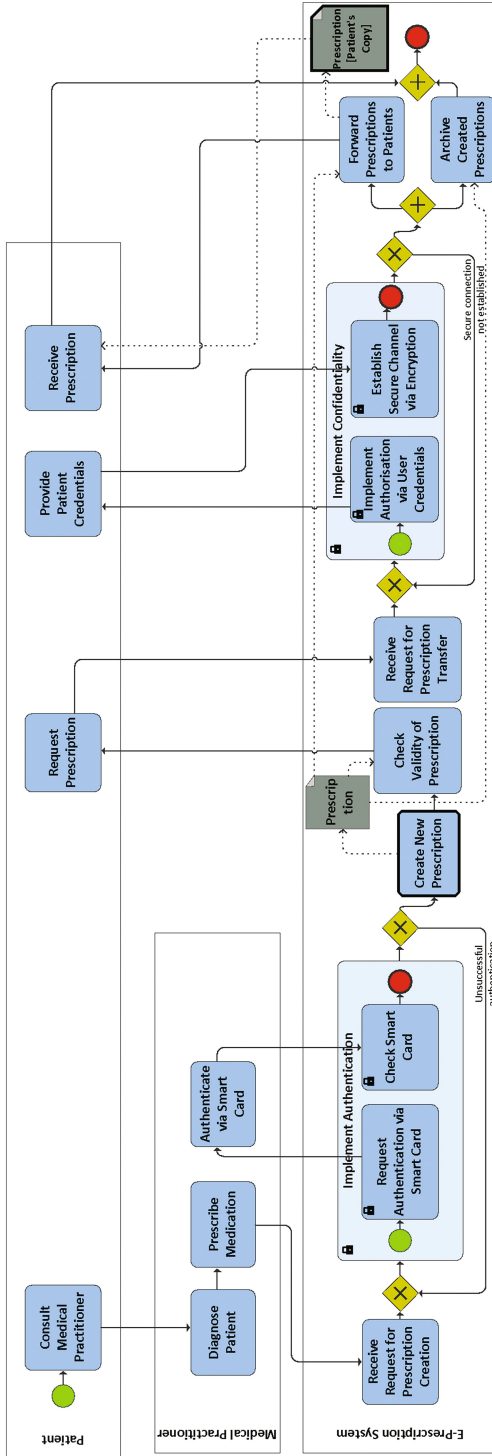 Patient
Consult
Medical
Practitioner
Request
Prescription
Provide
Patient
Credentials
Receive
Prescription
Medical Practitioner
Diagnose
Patient
Prescribe
Medication
Authenticate
via Smart
Card
E-Prescription System
Receive
Request for
Prescription
Creation
Implement Authentication
Request
Authentication via
Smart Card
Check Smart
Card
Unsuccessful
authentication
Create New
Prescription
Prescrip
tion
Check
Validity of
Prescription
Receive
Request for
Prescription
Transfer
Implement Confidentiality
Implement
Authorisation
via User
Credentials
Establish
Secure Channel
via Encryption
Secure connection
not established
Forward
Prescriptions
to Patients
Archive
Created
Prescriptions
Prescription
[Patient's
Copy]